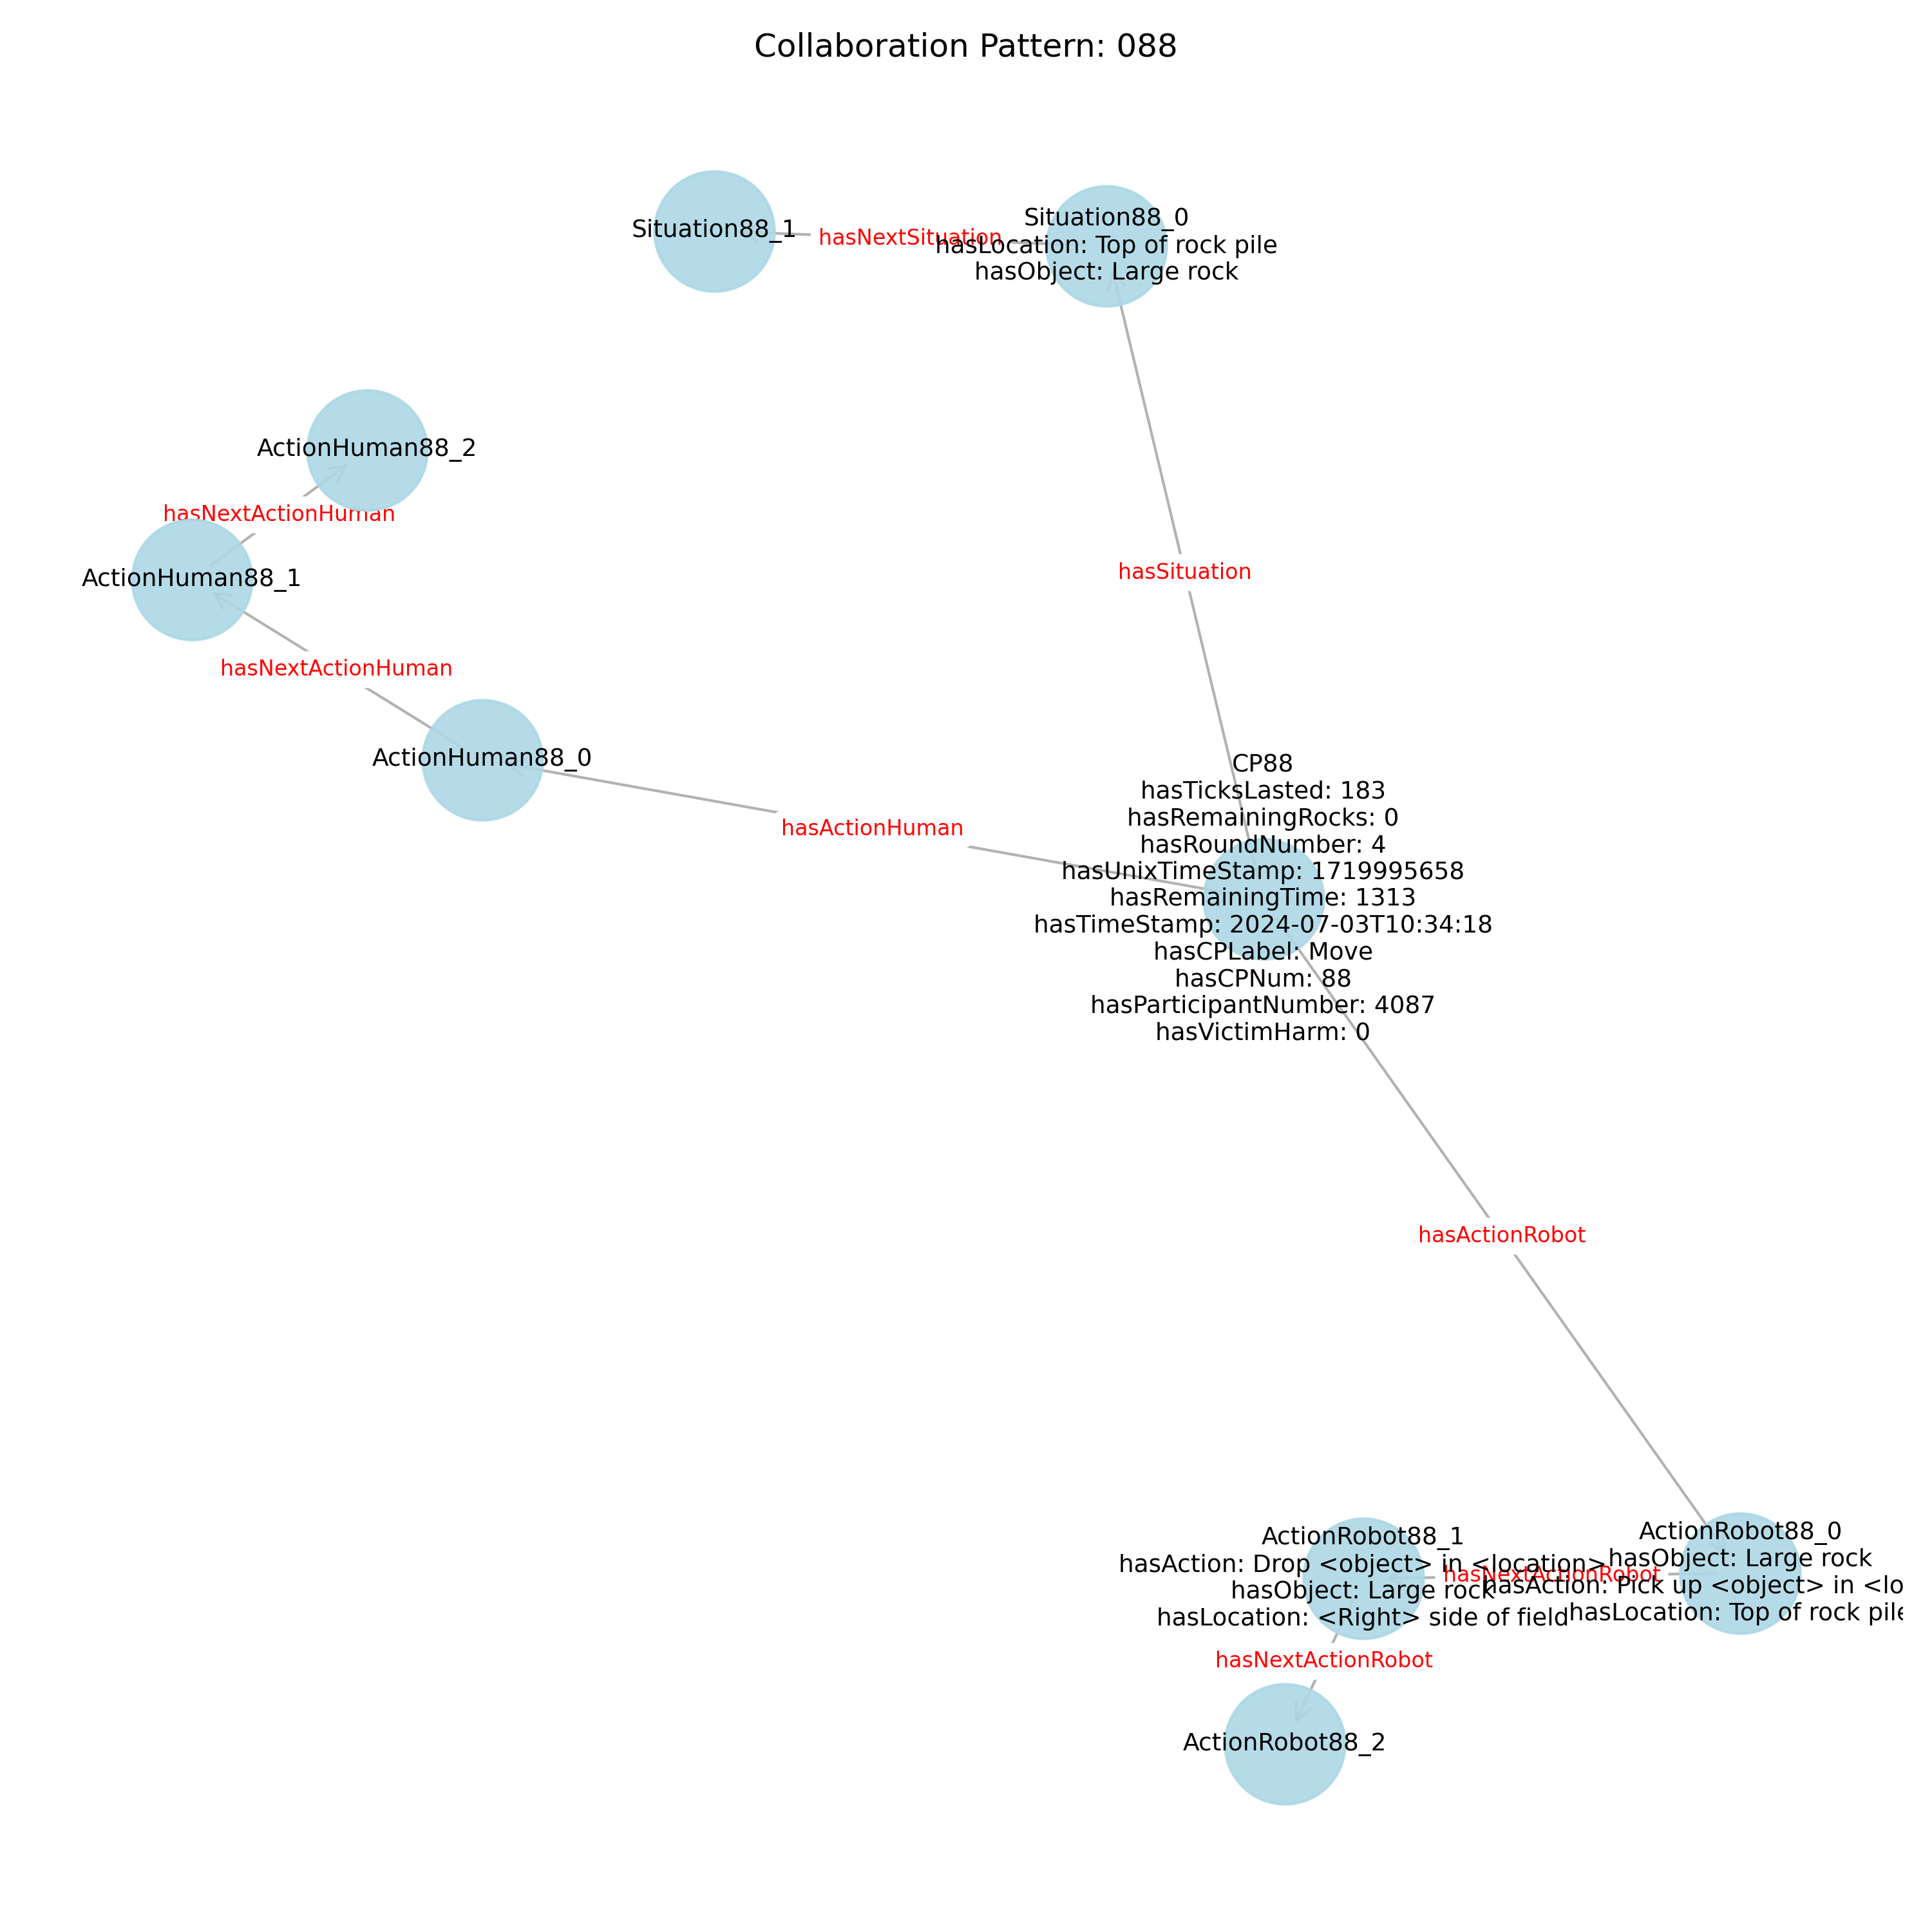 Collaboration Pattern: 088
Situation88_1
hasNextSituation
Situation88_0
hasLocation: Top of rock pile
hasObject: Large rock
ActionHuman88_2
hasNextActionHuman
ActionHuman88_1
hasSituation
hasNextActionHuman
ActionHuman88_0
hasActionHuman
CP88
hasTicksLasted: 183
hasRemainingRocks: 0
hasRoundNumber: 4
hasUnixTimeStamp: 1719995658
hasRemainingTime: 1313
hasTimeStamp: 2024-07-03T10:34:18
hasCPLabel: Move
hasCPNum: 88
hasParticipantNumber: 4087
hasVictimHarm: 0
hasActionRobot
ActionRobot88_1
hasAction: Drop <object> in <location>
hasObject: Large rock
hasLocation: <Right> side of field
hasNextActionRobot
ActionRobot88_0
hasObject: Large rock
hasAction: Pick up <object> in <lo
hasLocation: Top of rock pile
hasNextActionRobot
ActionRobot88_2